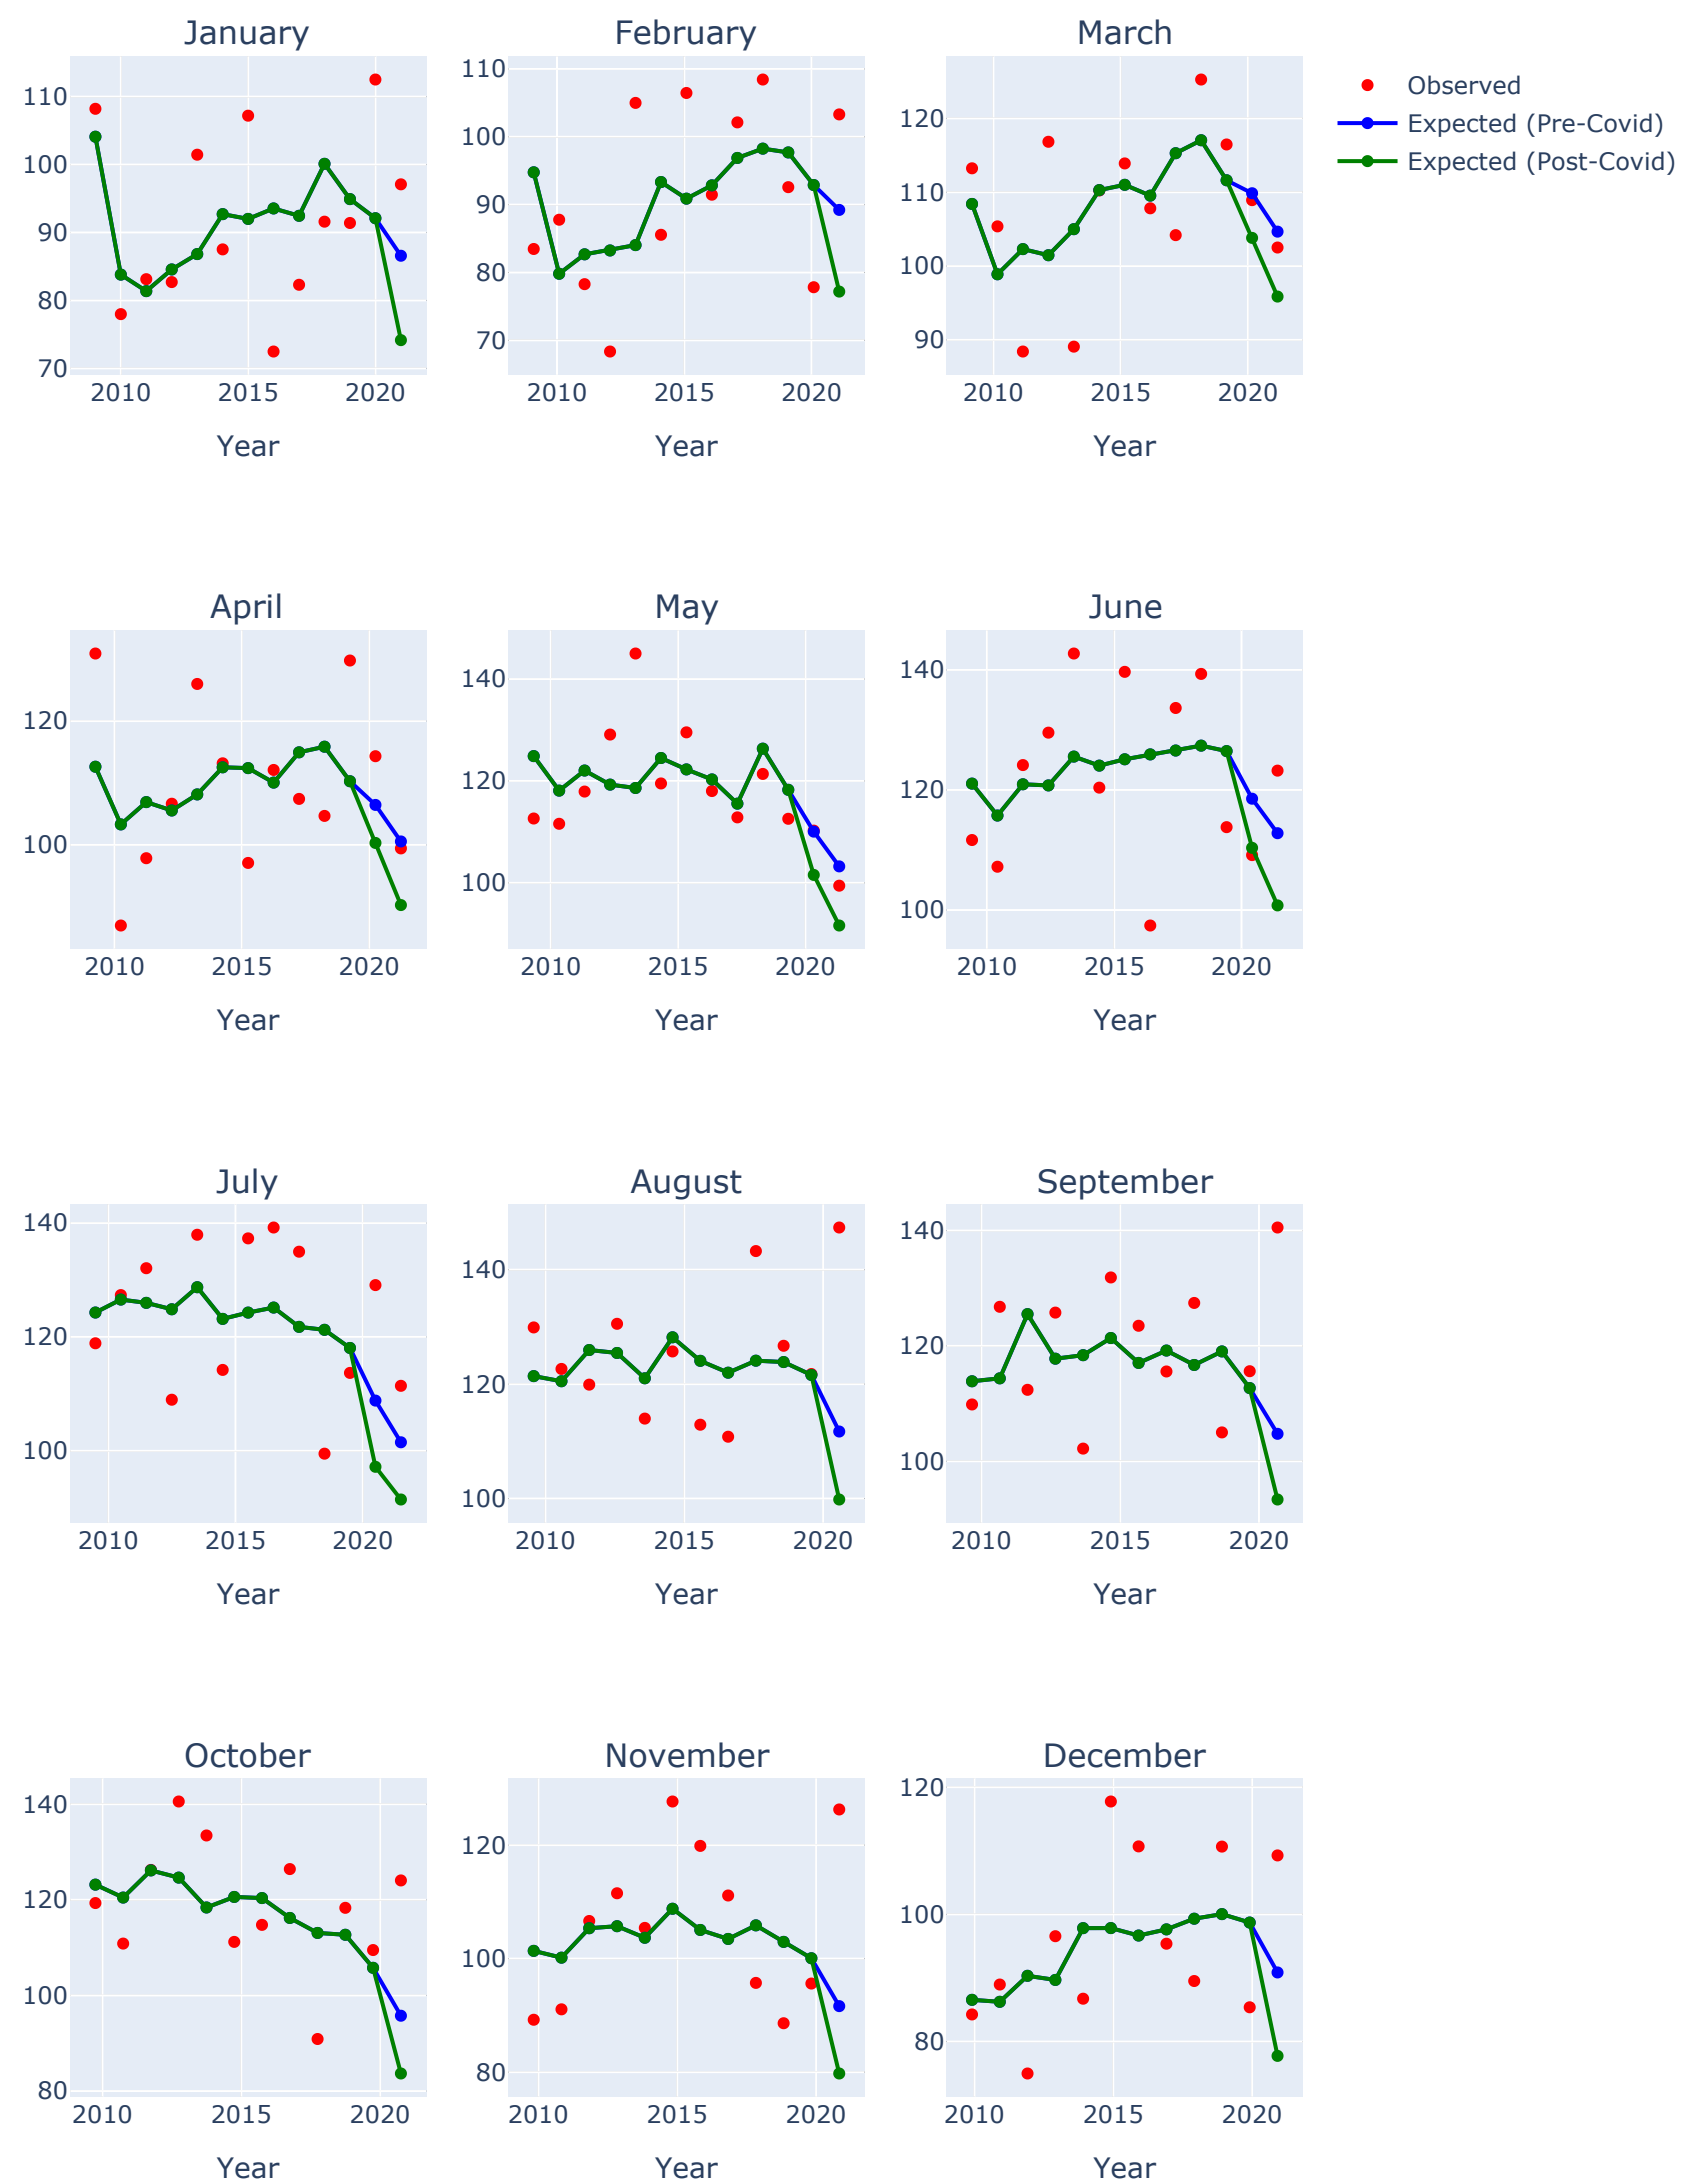 January
February
March
Observed
Expected (Pre-Covid)
Expected (Post-Covid)
110
100
90
80
70
2010 2015 2020
Year
110
100
90
80
70
2010 2015 2020
Year
120
110
100
90
2010 2015 2020
Year
April
May
June
120
100
2010 2015 2020
Year
140
120
100
2010 2015 2020
Year
140
120
100
2010 2015 2020
Year
July
August
September
140
120
100
2010 2015 2020
Year
140
120
100
2010 2015 2020
Year
140
120
100
2010 2015 2020
Year
October
November
December
140
120
100
80
2010 2015 2020
Year
120
100
80
2010 2015 2020
Year
120
100
80
2010 2015 2020
Year